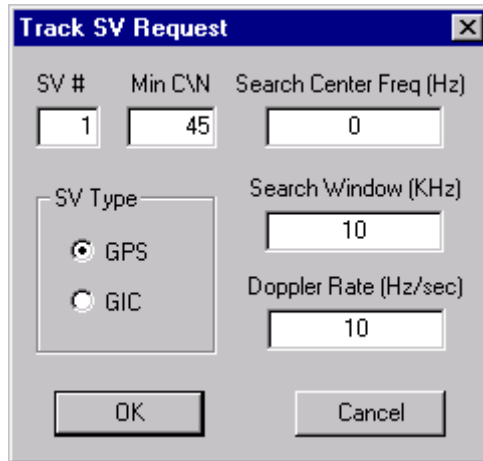 Track SV Request
SV # Min C\N Search Center Freq (Hz)
1 45 0
SV Type Search Window (KHz)
GPS 10
GIC Doppler Rate (Hz/sec)
10
OK Cancel